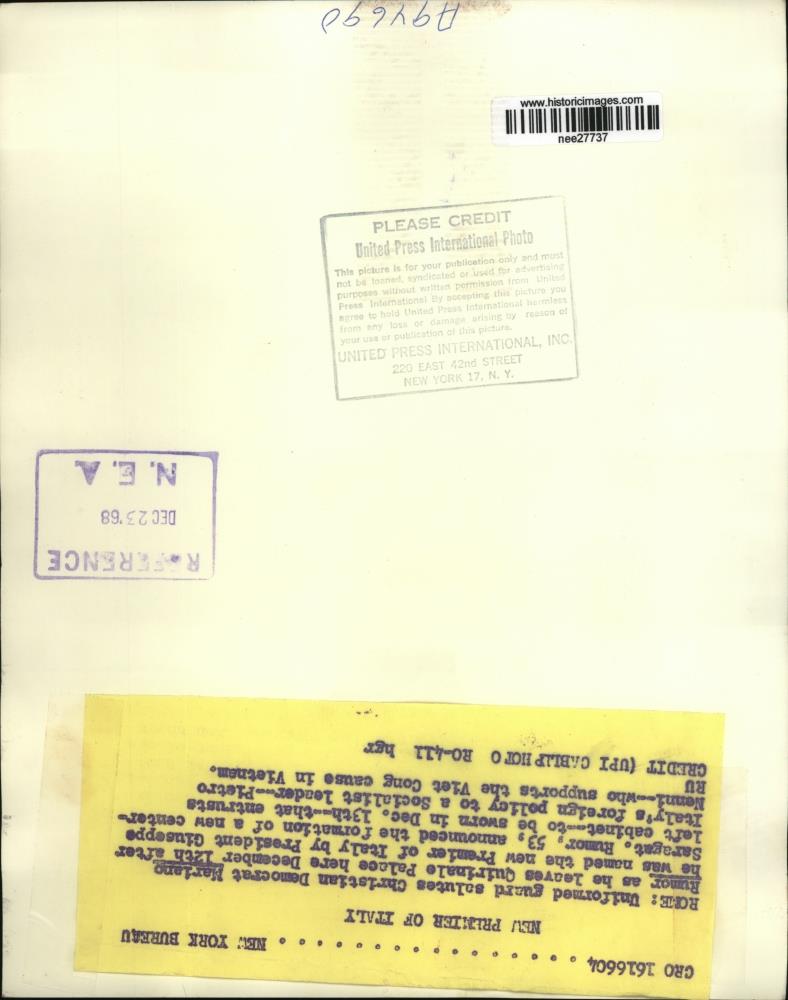 A94690
www.historicimages.com
nee27737
PLEASE CREDIT
United Press International Photo
This picture is for your publication only and must
not be loaned, syndicated or used for advertising
purposes without written permission from United
Press International By accepting this picture you
agree to hold United Press International harmless
from any loss or damage arising by reason of
your use or publication of this picture.
UNITED PRESS INTERNATIONAL, INC.
220 EAST 42nd STREET
NEW YORK 17, N. Y.
REFERENCE
DEC 23 '68
N. E. A.
CRO 1616604 . . . . . . . . . . . . . . . . . . NEW YORK BUREAU
NEW PREMIER OF ITALY
ROME: Uniformed guard salutes Christian Democrat Mariano
Rumor as he leaves Quirinale Palace here December 12th after
he was named the new Premier of Italy by President Giuseppe
Saragat. Rumor, 53, announced the formation of a new center-
left cabinet--to be sworn in Dec. 13th---that entrusts
Italy's foreign policy to a Socialist leader---Pietro
Nenni---who supports the Viet Cong cause in Vietnam.
RU
CREDIT (UPI CABLEPHOTO RO-411 hgr